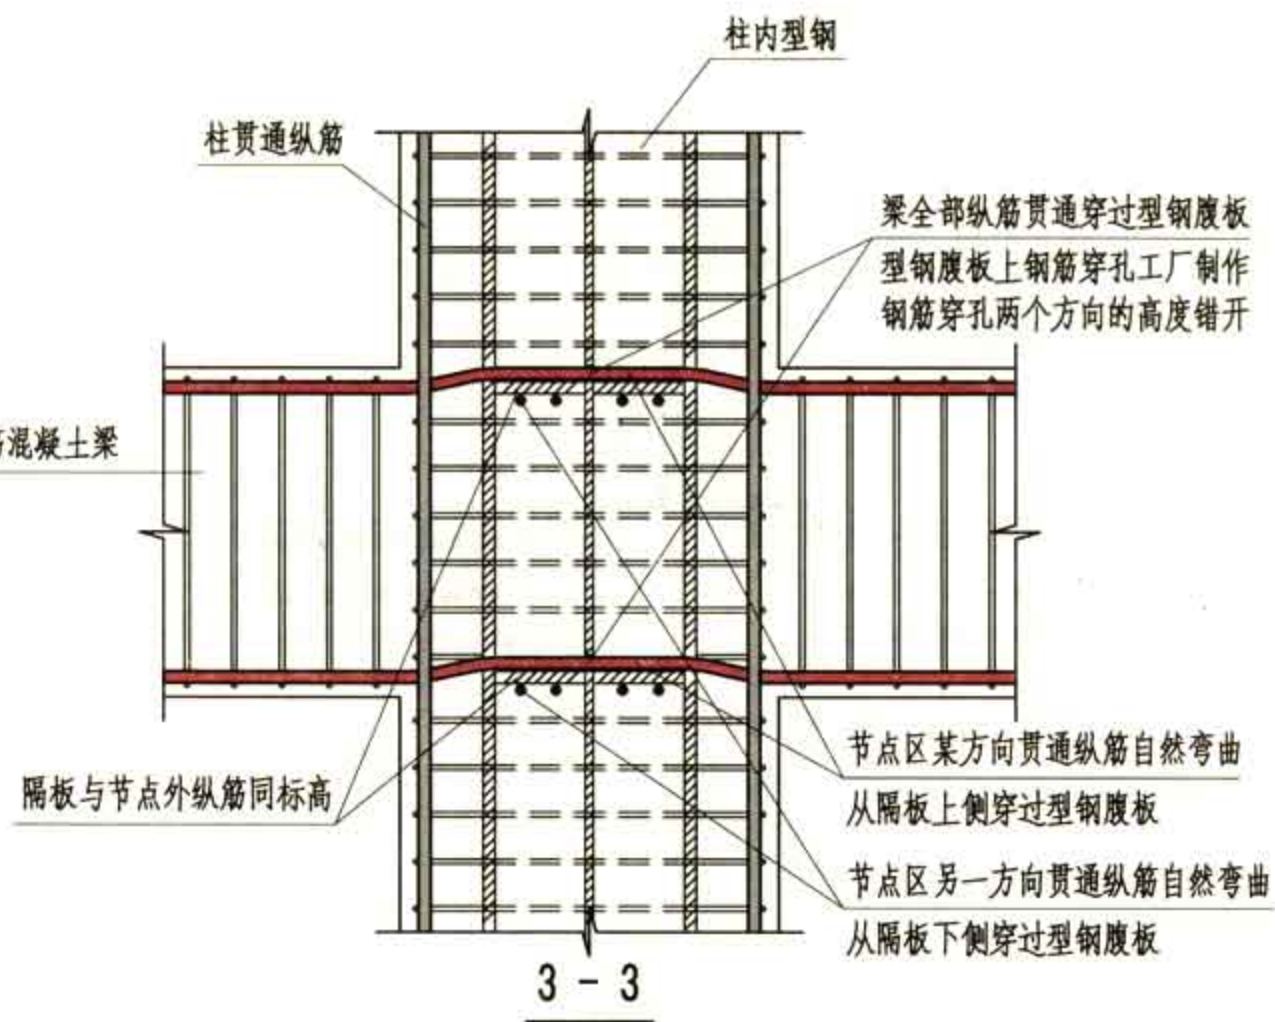 柱内型钢
柱贯通纵筋
梁全部纵筋贯通穿过型钢腹板
型钢腹板上钢筋穿孔工厂制作
钢筋穿孔两个方向的高度错开
混凝土梁
节点区某方向贯通纵筋自然弯曲
从隔板上侧穿过型钢腹板
隔板与节点外纵筋同标高
节点区另一方向贯通纵筋自然弯曲
从隔板下侧穿过型钢腹板
3 - 3